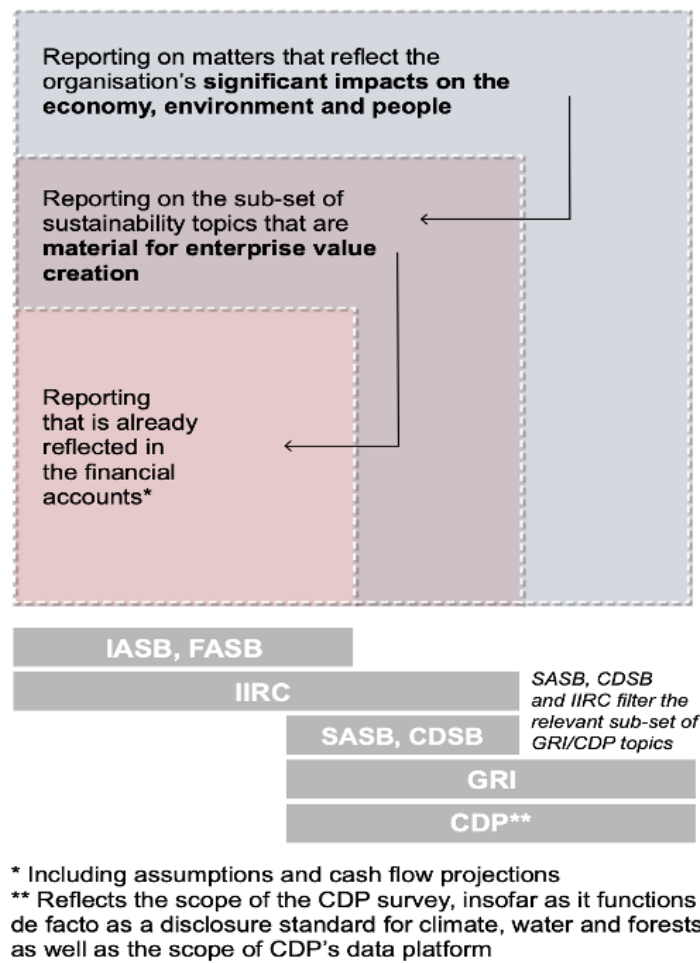 Reporting on matters that reflect the
organisation's significant impacts on the
economy, environment and people
Reporting on the sub-set of
sustainability topics that are
material for enterprise value
creation
Reporting
that is already
reflected in
the financial
accounts*
IASB, FASB
IIRC
SASB, CDSB
and IIRC filter the
relevant sub-set of
GRI/CDP topics
SASB, CDSB
GRI
CDP**
* Including assumptions and cash flow projections
** Reflects the scope of the CDP survey, insofar as it functions
de facto as a disclosure standard for climate, water and forests
as well as the scope of CDP's data platform